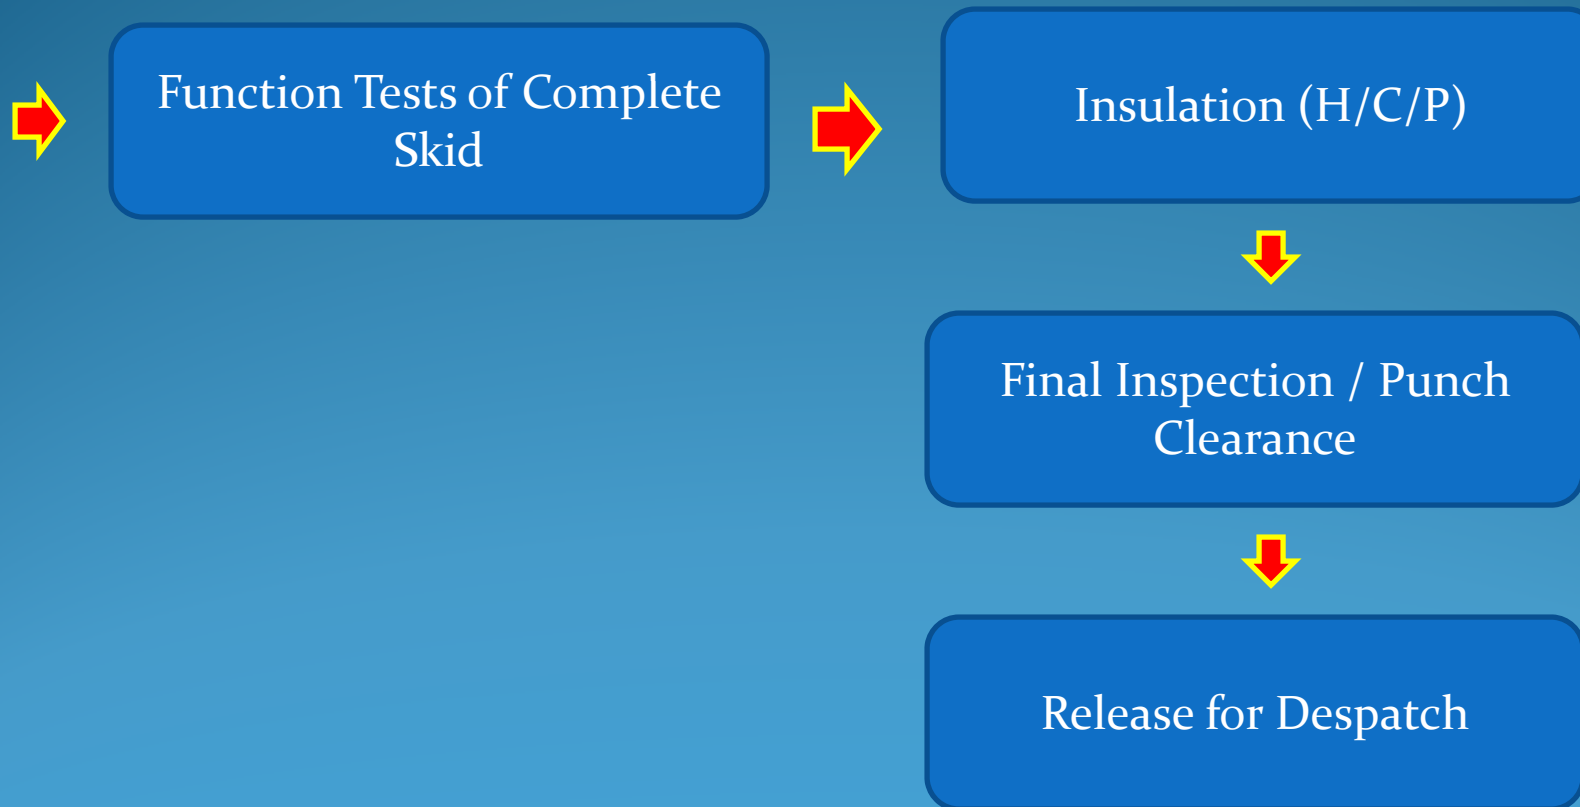 Function Tests of Complete
Skid
Insulation (H/C/P)
Final Inspection / Punch
Clearance
Release for Despatch